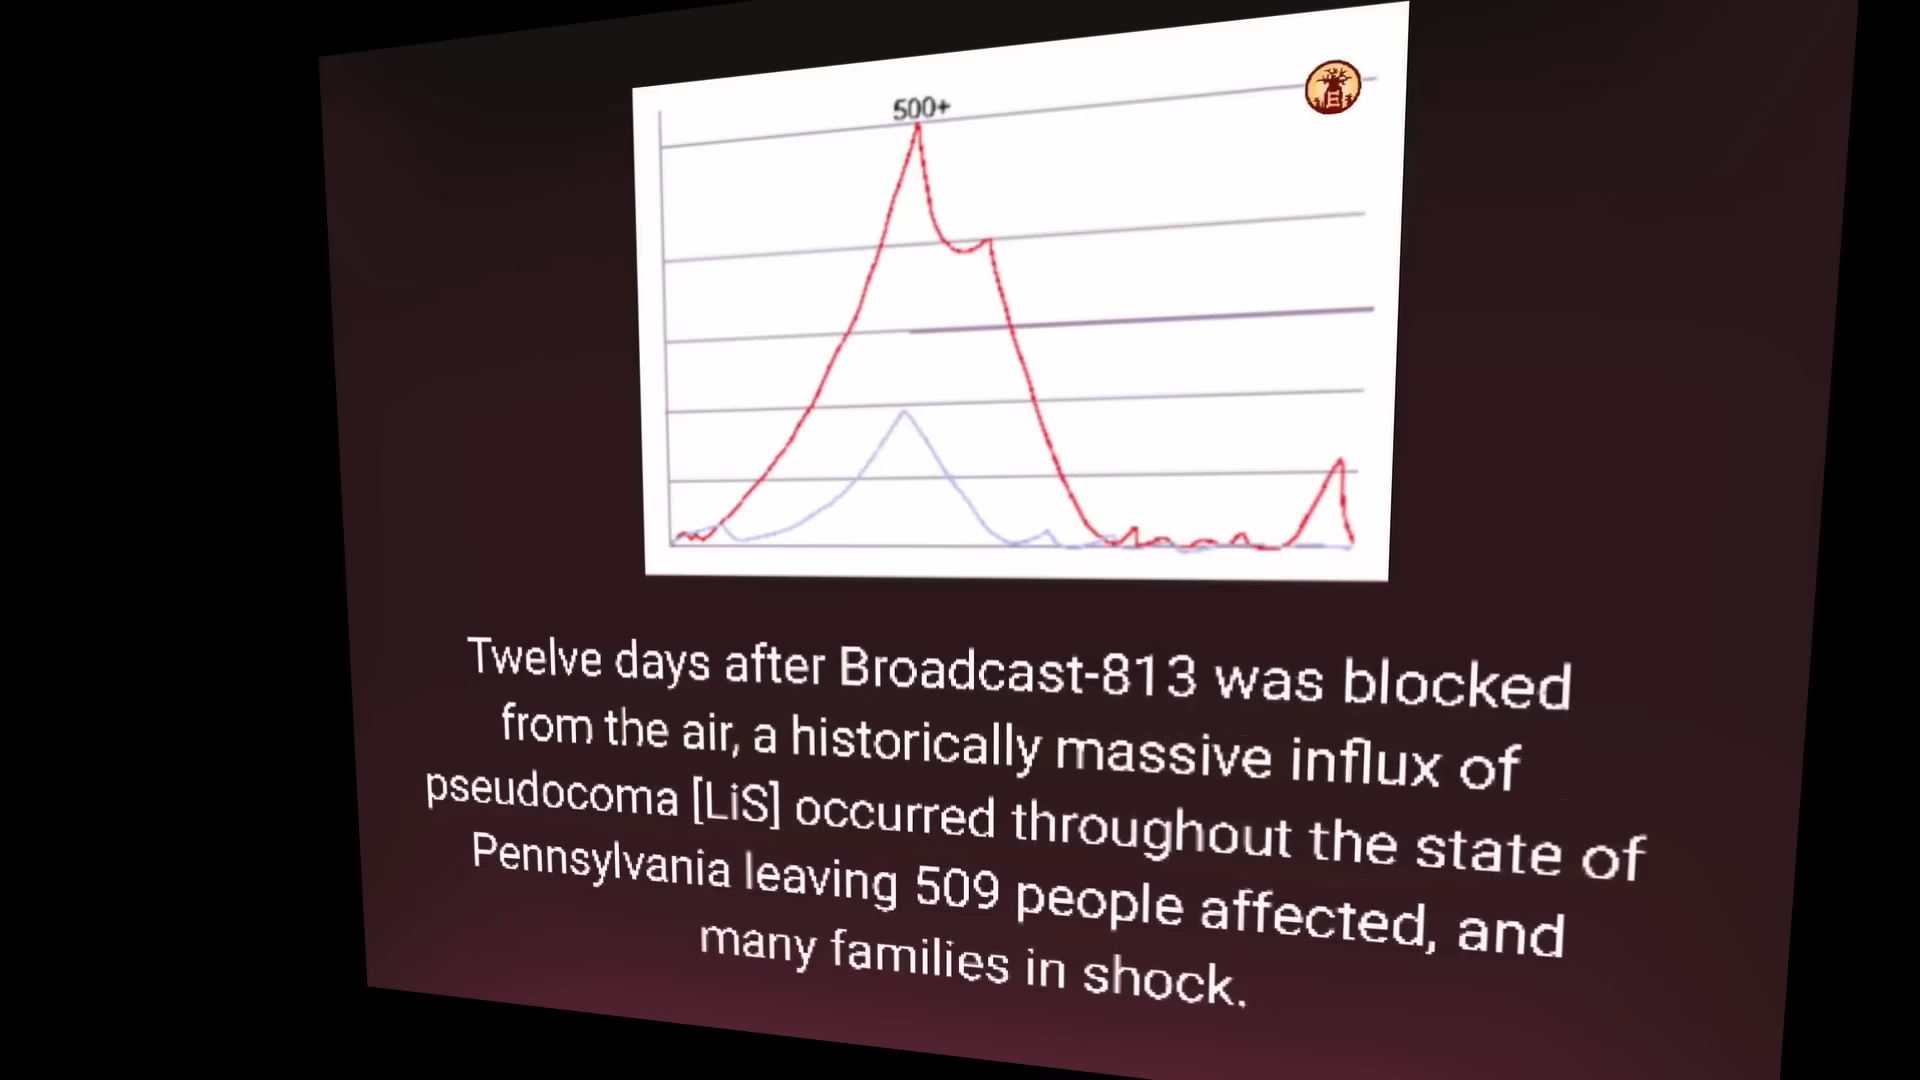 500+
Twelve days after Broadcast-813 was blocked
from the air, a historically massive influx of
pseudocoma [LiS] occurred throughout the state of
Pennsylvania leaving 509 people affected, and
many families in shock.